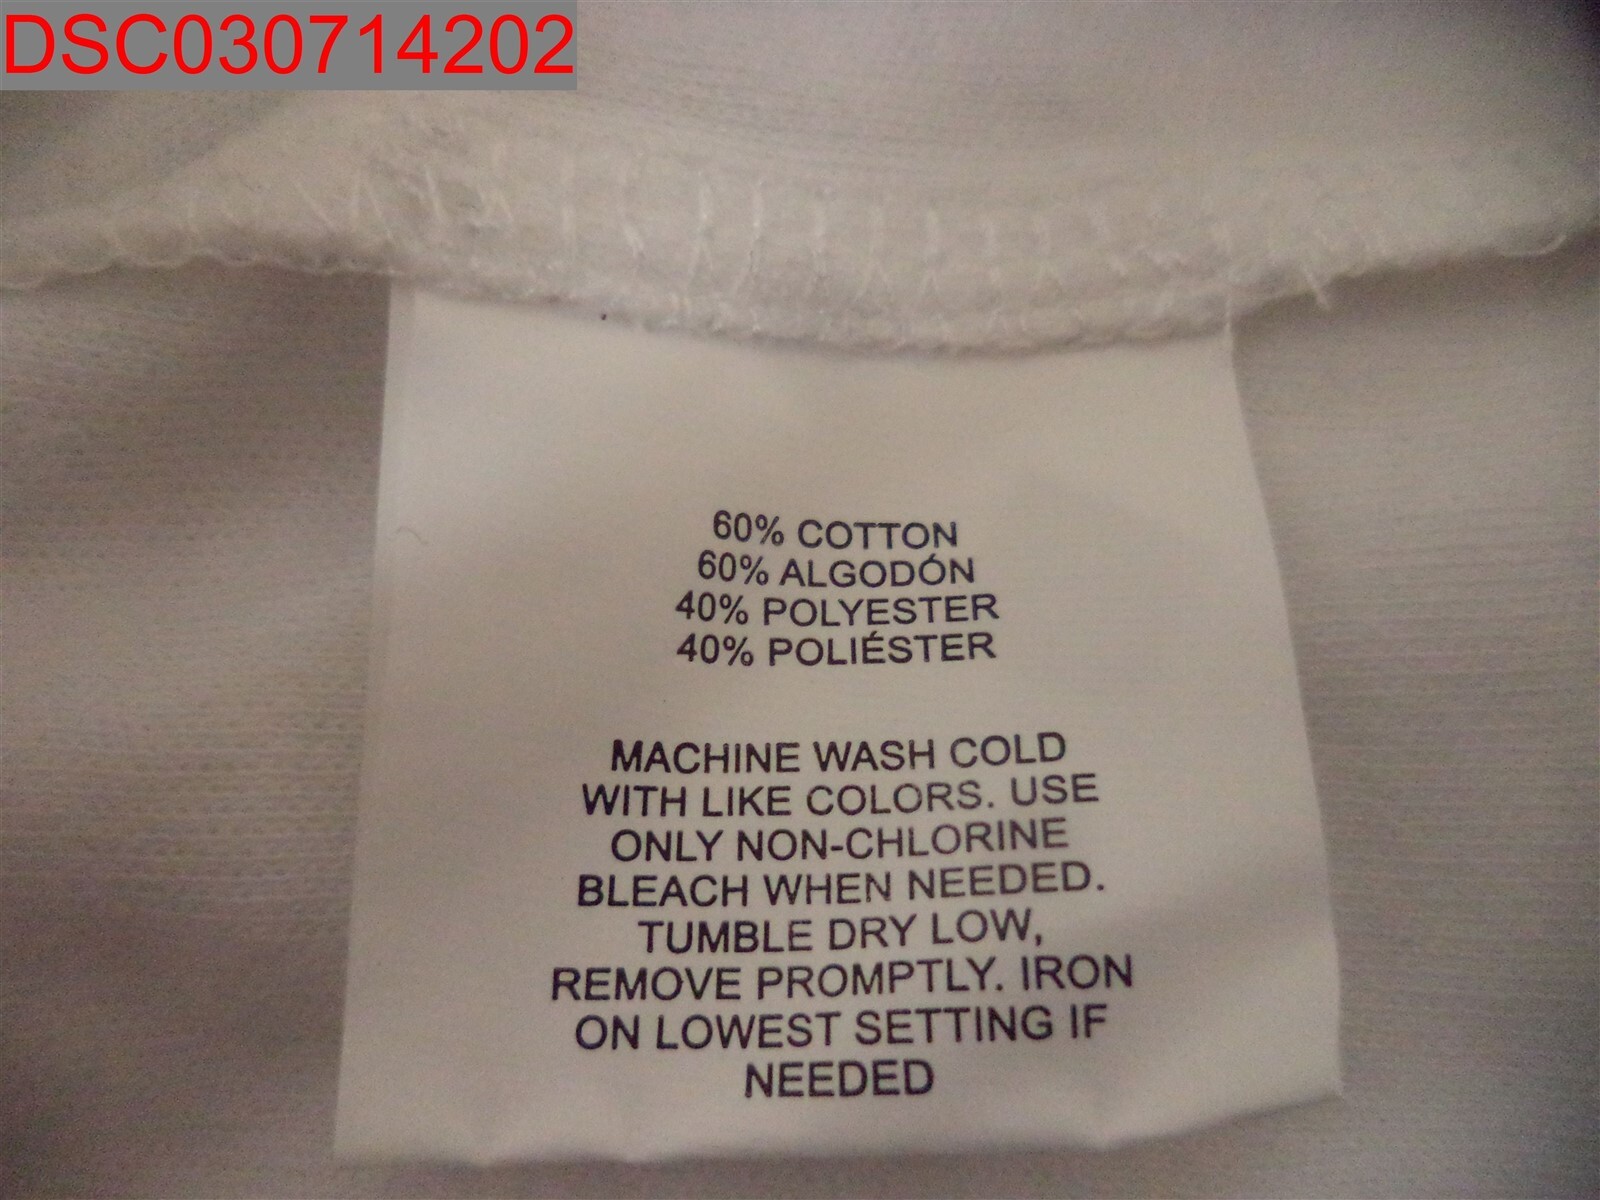 DSC030714202
60% COTTON
60% ALGODÓN
40% POLYESTER
40% POLIÉSTER
MACHINE WASH COLD
WITH LIKE COLORS. USE
ONLY NON-CHLORINE
BLEACH WHEN NEEDED.
TUMBLE DRY LOW,
REMOVE PROMPTLY. IRON
ON LOWEST SETTING IF
NEEDED